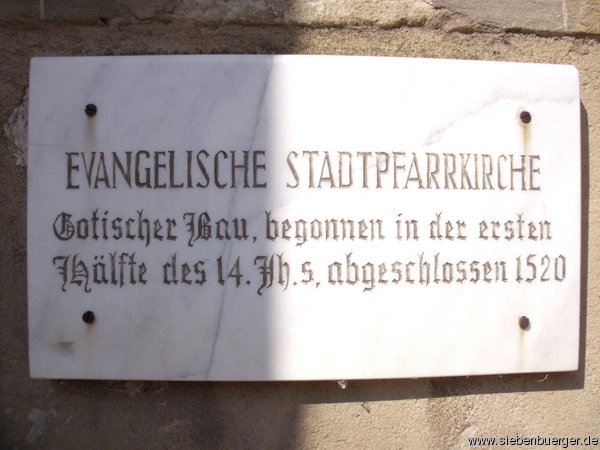 EVANGELISCHE STADTPFARRKIRCHE
Gotischer Bau, begonnen in der ersten
Hälfte des 14. Jh.s, abgeschlossen 1520
www.siebenbuerger.de